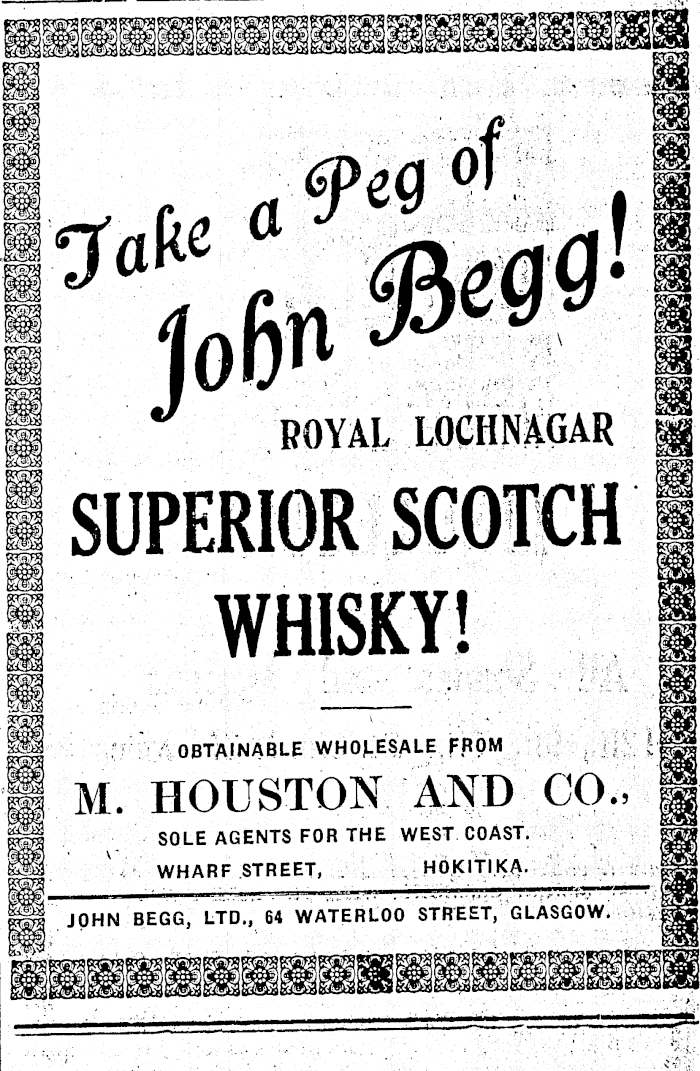 Take a Peg of
John Begg!
ROYAL LOCHNAGAR
SUPERIOR SCOTCH
WHISKY!
OBTAINABLE WHOLESALE FROM
M. HOUSTON AND CO.,
SOLE AGENTS FOR THE WEST COAST.
WHARF STREET, HOKITIKA.
JOHN BEGG, LTD., 64 WATERLOO STREET, GLASGOW.